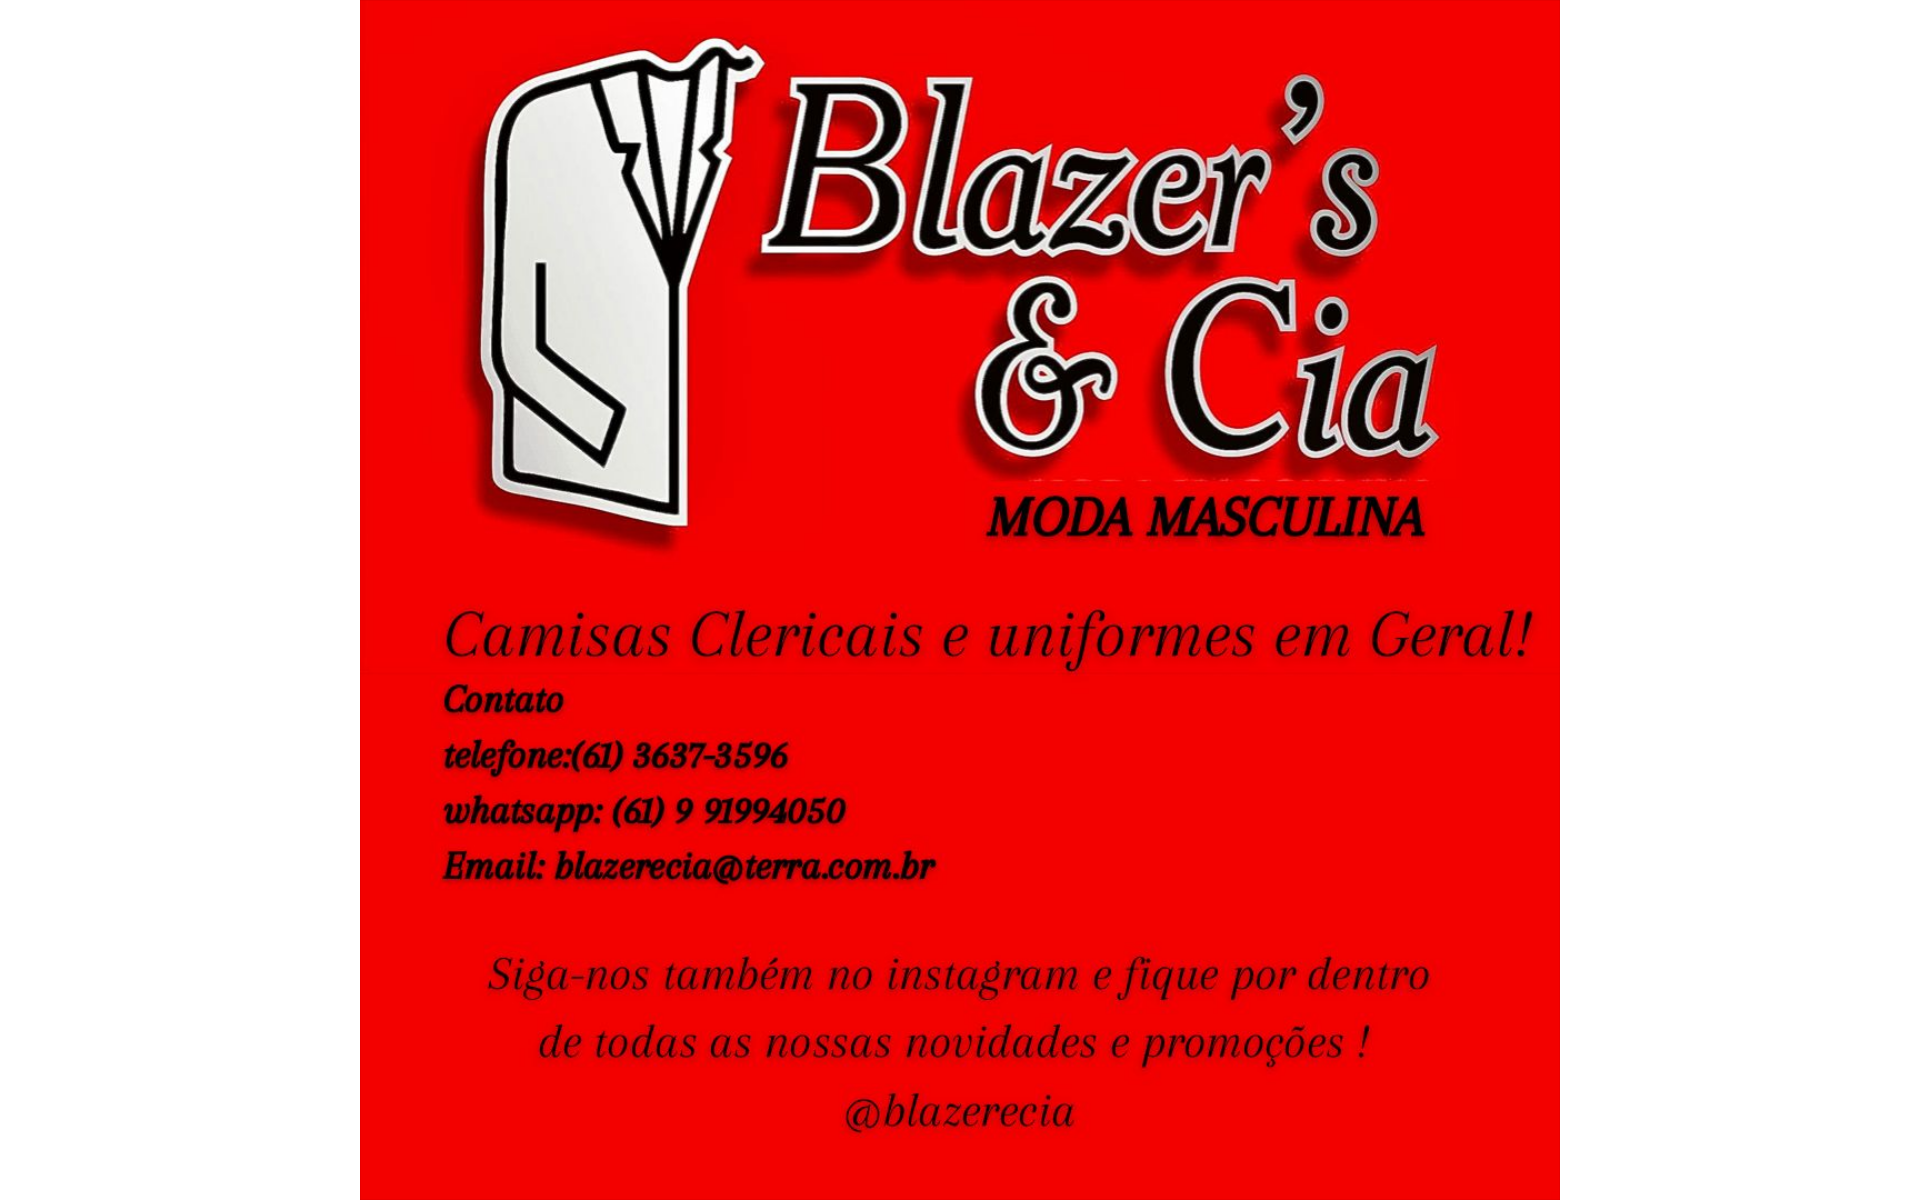 Blazer's
& Cia
MODA MASCULINA
Camisas Clericais e uniformes em Geral!
Contato
telefone:(61) 3637-3596
whatsapp: (61) 9 91994050
Email: blazerecia@terra.com.br
Siga-nos também no instagram e fique por dentro
de todas as nossas novidades e promoções !
@blazerecia